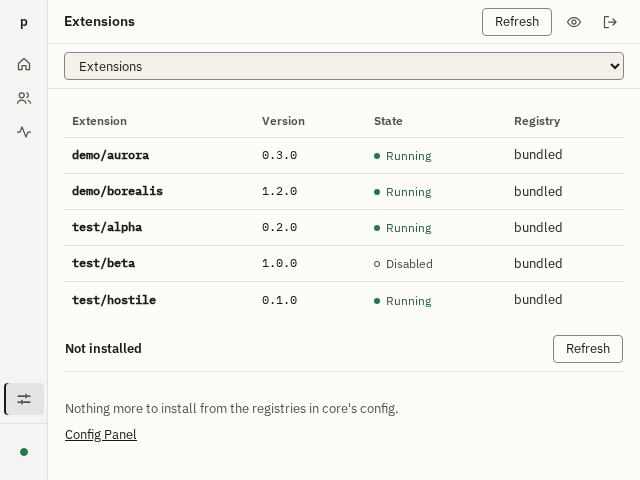 p
Extensions
Refresh
Extensions
Extension Version State Registry
demo/aurora 0.3.0 Running bundled
demo/borealis 1.2.0 Running bundled
test/alpha 0.2.0 Running bundled
test/beta 1.0.0 Disabled bundled
test/hostile 0.1.0 Running bundled
Not installed
Refresh
Nothing more to install from the registries in core's config.
Config Panel